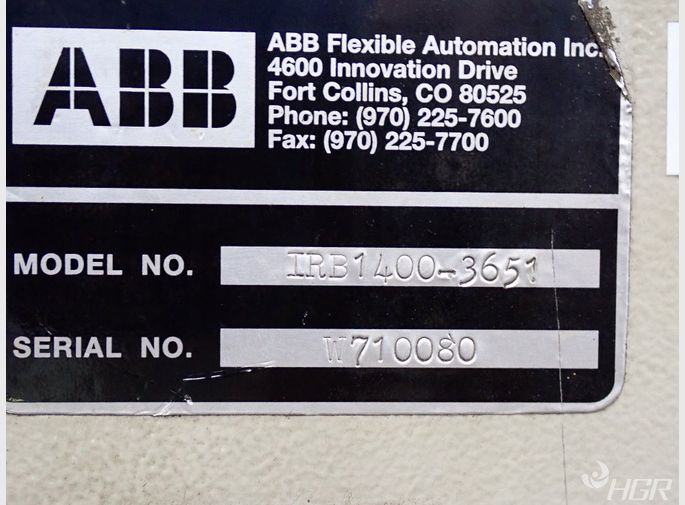 ABB
ABB Flexible Automation Inc.
4600 Innovation Drive
Fort Collins, CO 80525
Phone: (970) 225-7600
Fax: (970) 225-7700
MODEL NO. IRB1400-3651
SERIAL NO. W710080
HGR